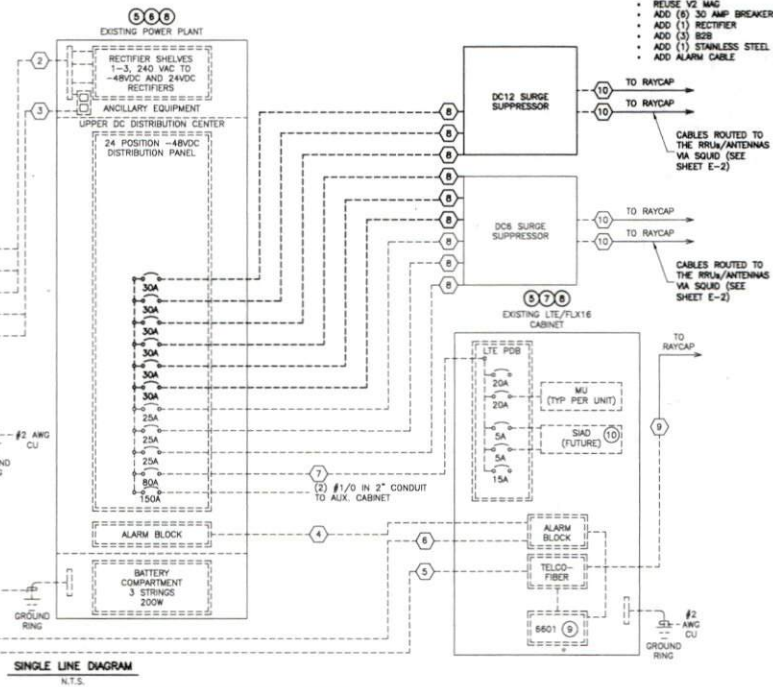 • REUSE V2 MAG
• ADD (6) 30 AMP BREAKER
• ADD (1) RECTIFIER
• ADD (3) B2B
• ADD (1) STAINLESS STEEL
• ADD ALARM CABLE
5 6 8
EXISTING POWER PLANT
2
RECTIFIER SHELVES
1-3, 240 VAC TO
-48VDC AND 24VDC
RECTIFIERS
3
ANCILLARY EQUIPMENT
UPPER DC DISTRIBUTION CENTER
24 POSITION -48VDC
DISTRIBUTION PANEL
30A
30A
30A
30A
30A
30A
25A
25A
25A
80A
150A
8
8
8
8
8
8
8
8
8
DC12 SURGE
SUPPRESSOR
10
TO RAYCAP
10
TO RAYCAP
CABLES ROUTED TO
THE RRUs/ANTENNAS
VIA SQUID (SEE
SHEET E-2)
DC6 SURGE
SUPPRESSOR
10
TO RAYCAP
10
TO RAYCAP
CABLES ROUTED TO
THE RRUs/ANTENNAS
VIA SQUID (SEE
SHEET E-2)
5 7 8
EXISTING LTE/FLX16
CABINET
LTE PDB
20A
20A
5A
5A
15A
MU
(TYP PER UNIT)
SIAD
(FUTURE)
10
TO
RAYCAP
9
7
(2) #1/0 IN 2" CONDUIT
TO AUX. CABINET
#2 AWG
CU
ALARM BLOCK
4
6
5
ALARM
BLOCK
TELCO-
FIBER
6601 9
BATTERY
COMPARTMENT
3 STRINGS
200W
GROUND
RING
#2
AWG
CU
GROUND
RING
SINGLE LINE DIAGRAM
N.T.S.